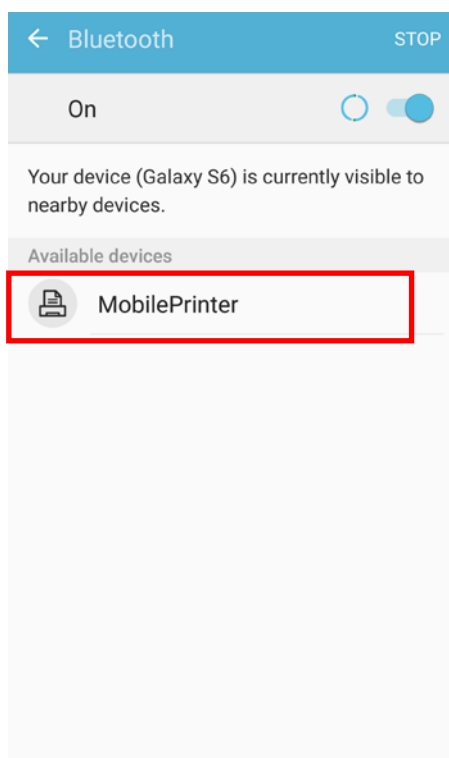 Bluetooth STOP
On
Your device (Galaxy S6) is currently visible to
nearby devices.
Available devices
MobilePrinter